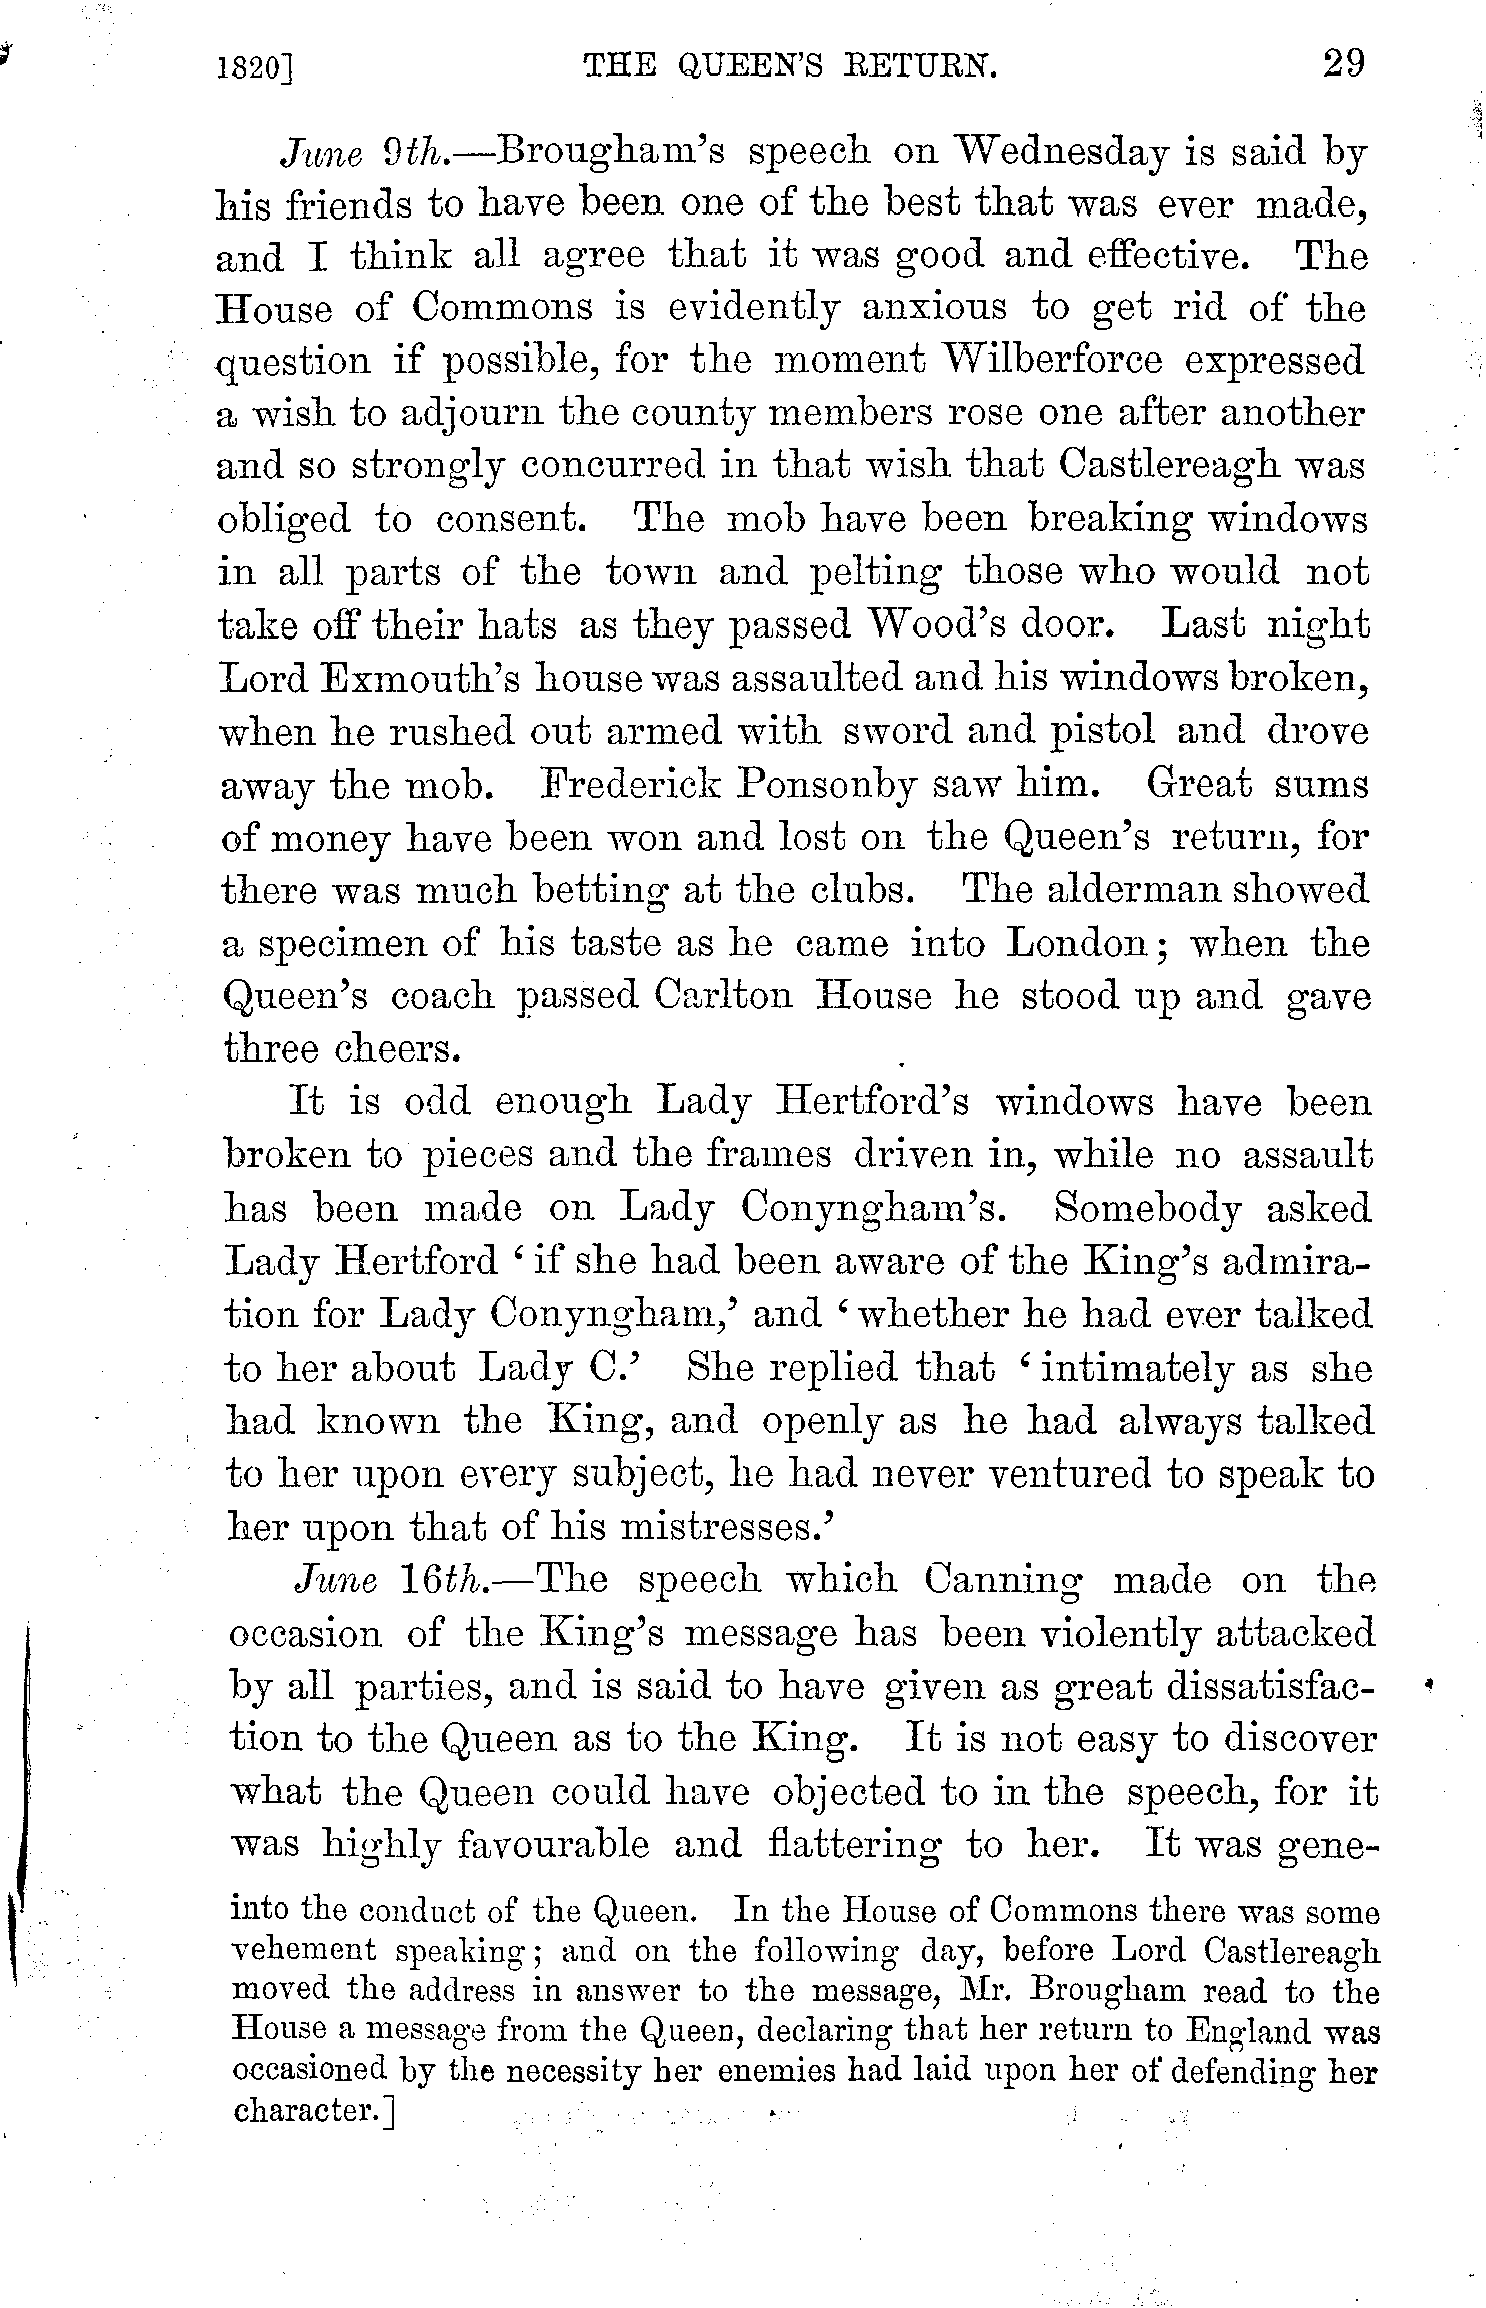 1820] THE QUEEN'S RETURN. 29
June 9th.—Brougham's speech on Wednesday is said by
his friends to have been one of the best that was ever made,
and I think all agree that it was good and effective. The
House of Commons is evidently anxious to get rid of the
question if possible, for the moment Wilberforce expressed
a wish to adjourn the county members rose one after another
and so strongly concurred in that wish that Castlereagh was
obliged to consent. The mob have been breaking windows
in all parts of the town and pelting those who would not
take off their hats as they passed Wood's door. Last night
Lord Exmouth's house was assaulted and his windows broken,
when he rushed out armed with sword and pistol and drove
away the mob. Frederick Ponsonby saw him. Great sums
of money have been won and lost on the Queen's return, for
there was much betting at the clubs. The alderman showed
a specimen of his taste as he came into London; when the
Queen's coach passed Carlton House he stood up and gave
three cheers.
It is odd enough Lady Hertford's windows have been
broken to pieces and the frames driven in, while no assault
has been made on Lady Conyngham's. Somebody asked
Lady Hertford ‘if she had been aware of the King's admira-
tion for Lady Conyngham,’ and ‘whether he had ever talked
to her about Lady C.’ She replied that ‘intimately as she
had known the King, and openly as he had always talked
to her upon every subject, he had never ventured to speak to
her upon that of his mistresses.’
June 16th.—The speech which Canning made on the
occasion of the King's message has been violently attacked
by all parties, and is said to have given as great dissatisfac-
tion to the Queen as to the King. It is not easy to discover
what the Queen could have objected to in the speech, for it
was highly favourable and flattering to her. It was gene-
into the conduct of the Queen. In the House of Commons there was some
vehement speaking; and on the following day, before Lord Castlereagh
moved the address in answer to the message, Mr. Brougham read to the
House a message from the Queen, declaring that her return to England was
occasioned by the necessity her enemies had laid upon her of defending her
character.]